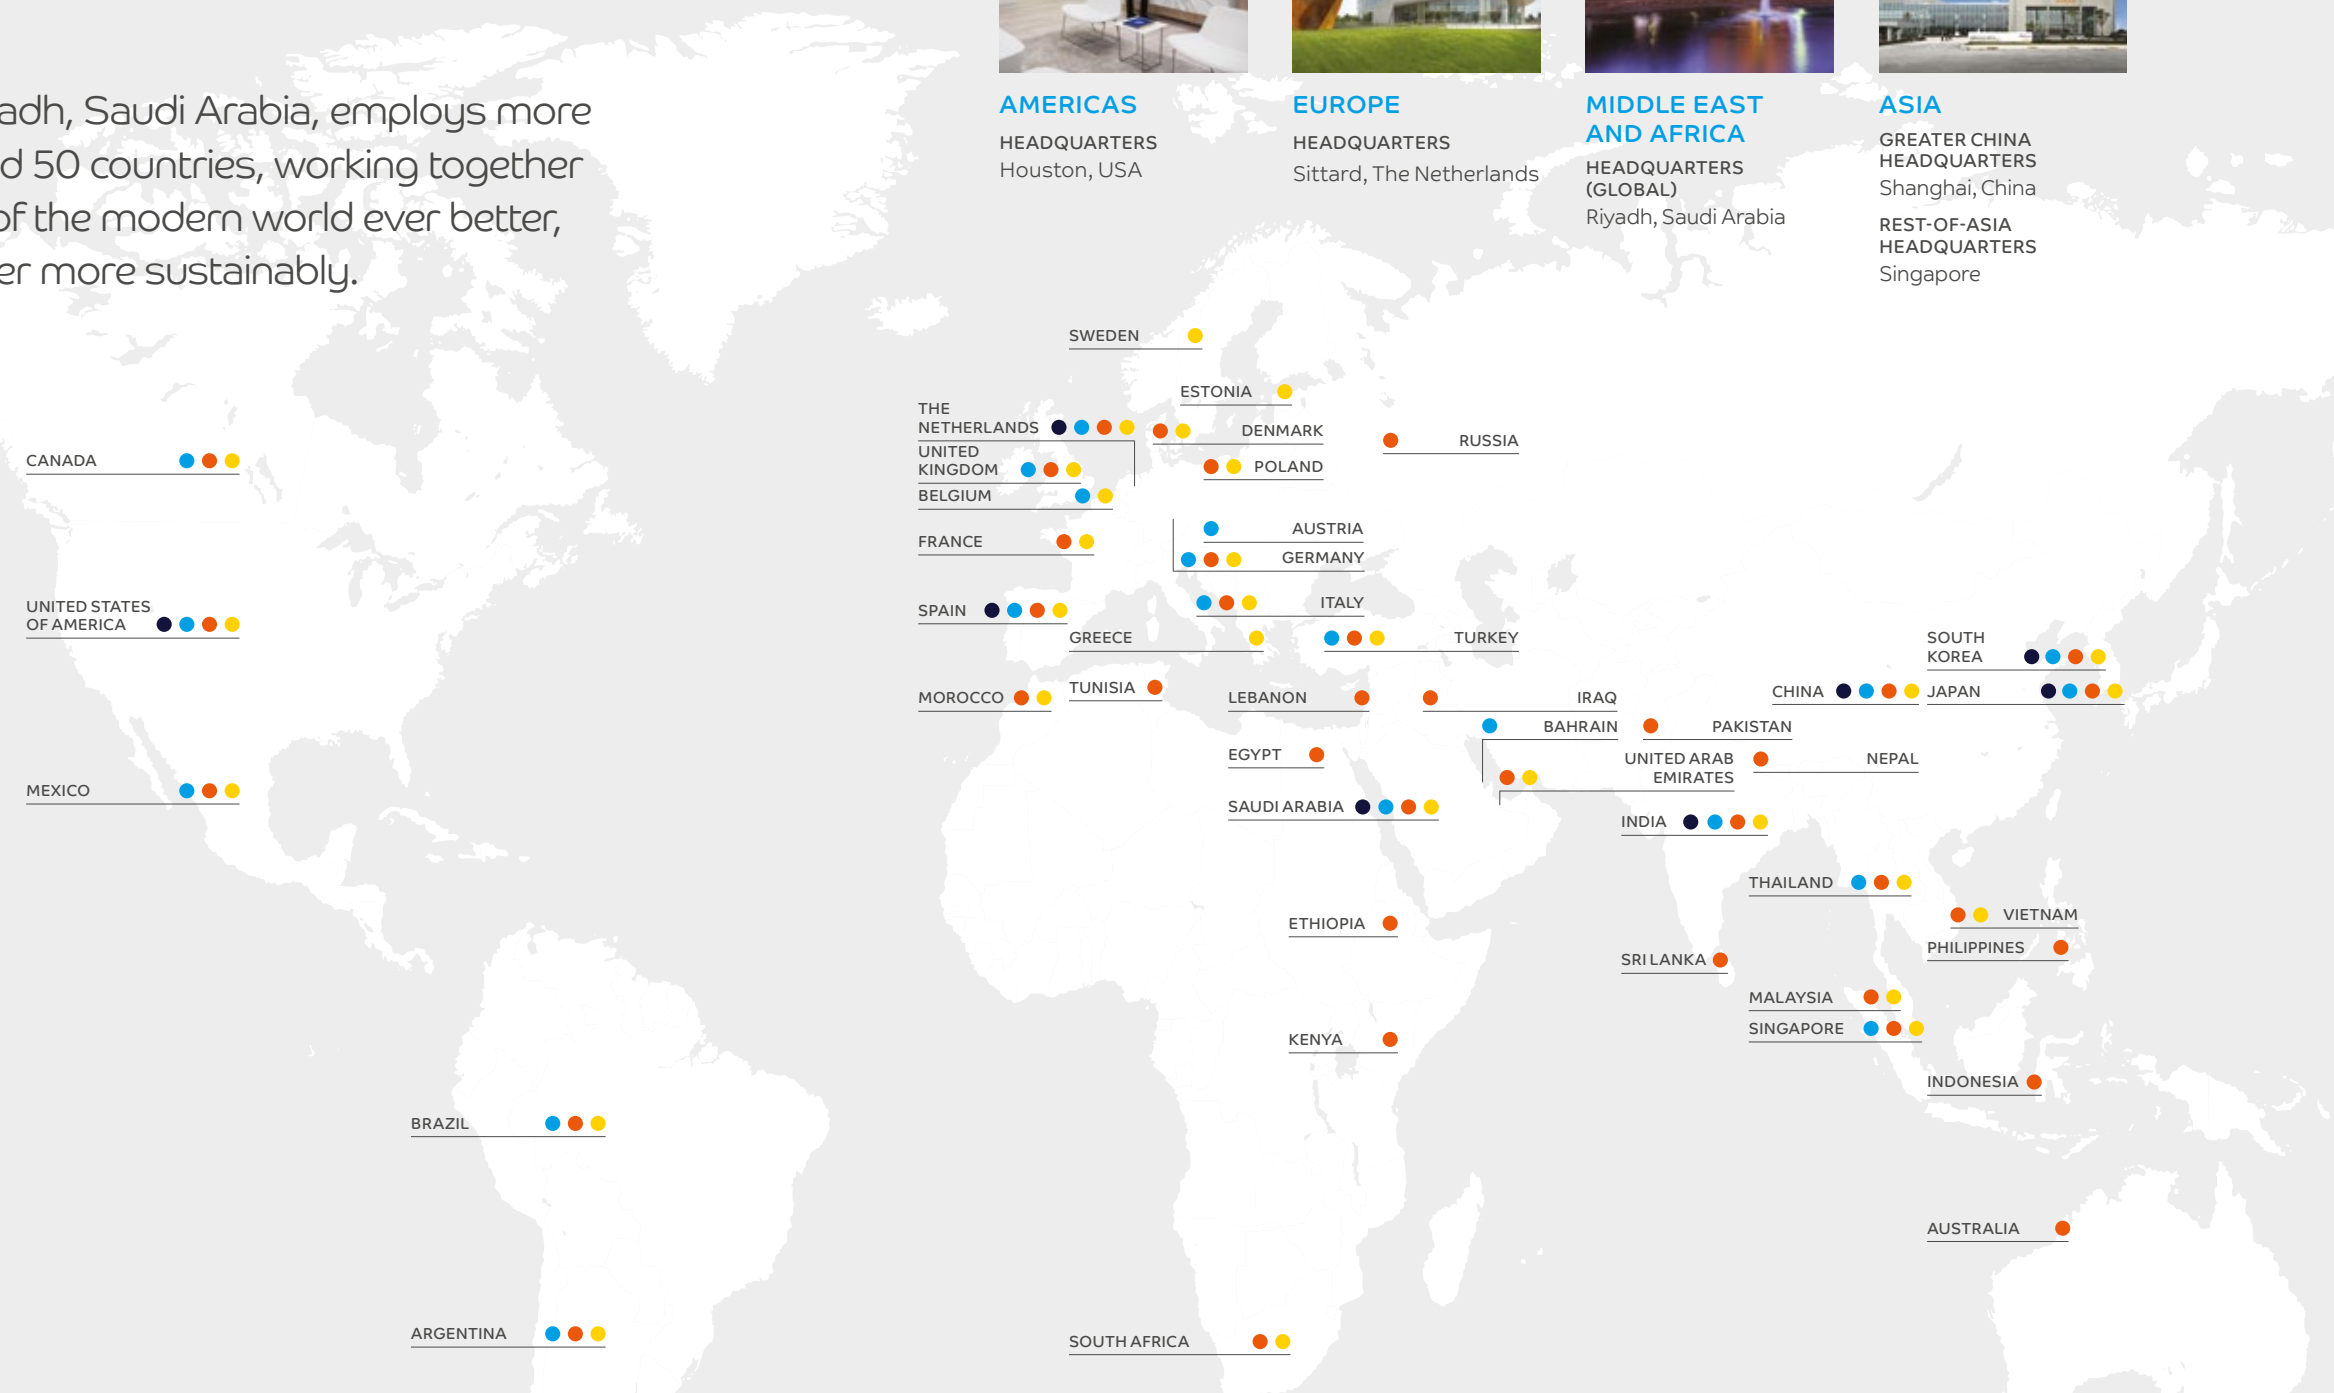 adh, Saudi Arabia, employs more
d 50 countries, working together
of the modern world ever better,
er more sustainably.
AMERICAS
HEADQUARTERS
Houston, USA
EUROPE
HEADQUARTERS
Sittard, The Netherlands
MIDDLE EAST
AND AFRICA
HEADQUARTERS
(GLOBAL)
Riyadh, Saudi Arabia
ASIA
GREATER CHINA
HEADQUARTERS
Shanghai, China
REST-OF-ASIA
HEADQUARTERS
Singapore
CANADA
UNITED STATES
OF AMERICA
MEXICO
BRAZIL
ARGENTINA
SWEDEN
ESTONIA
THE
NETHERLANDS
DENMARK
RUSSIA
UNITED
KINGDOM
POLAND
BELGIUM
AUSTRIA
FRANCE
GERMANY
ITALY
SPAIN
GREECE
TURKEY
MOROCCO
TUNISIA
LEBANON
IRAQ
BAHRAIN
PAKISTAN
EGYPT
UNITED ARAB
EMIRATES
NEPAL
SAUDI ARABIA
INDIA
SOUTH
KOREA
CHINA
JAPAN
THAILAND
VIETNAM
PHILIPPINES
ETHIOPIA
SRI LANKA
MALAYSIA
SINGAPORE
KENYA
INDONESIA
AUSTRALIA
SOUTH AFRICA